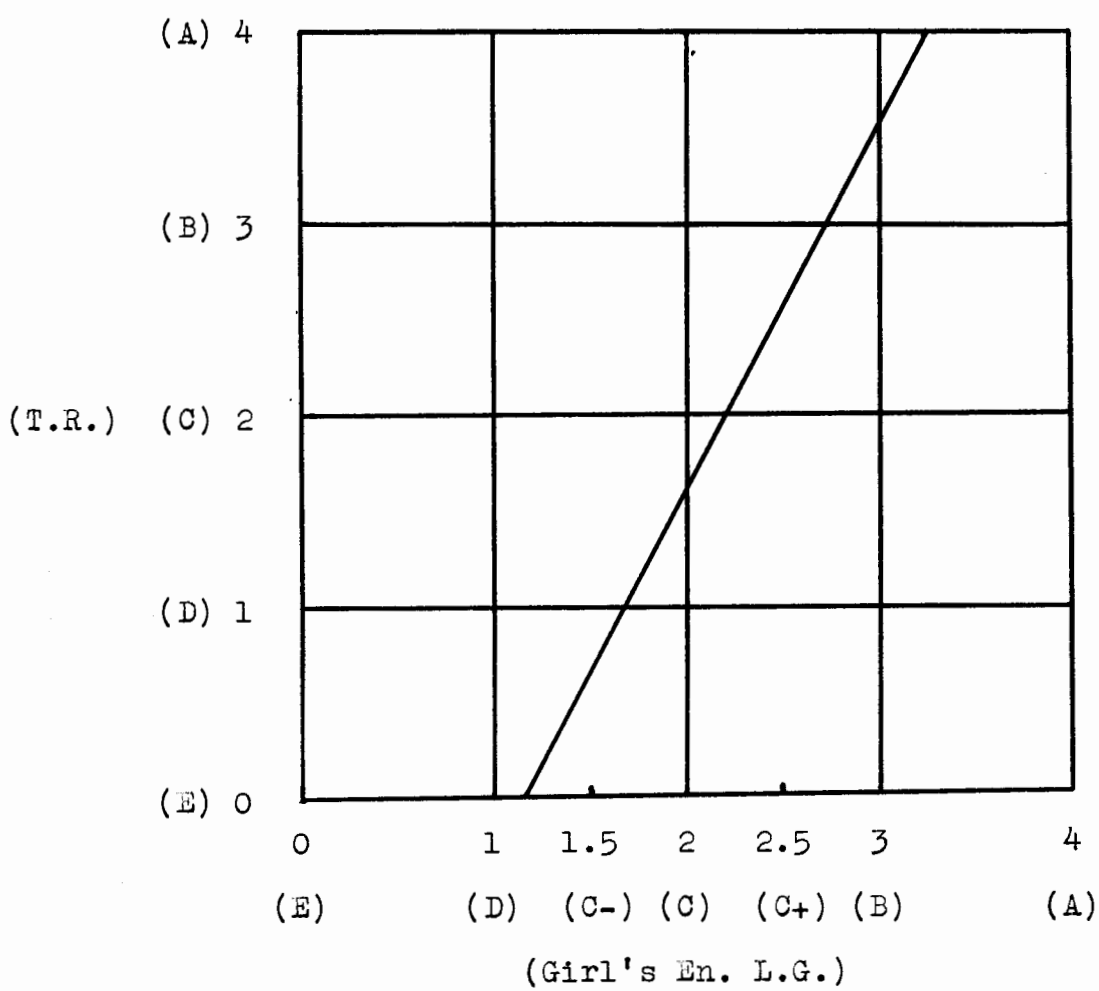 (A) 4
(B) 3
(T.R.) (C) 2
(D) 1
(E) 0
0 1 1.5 2 2.5 3 4
(E) (D) (C-) (C) (C+) (B) (A)
(Girl's En. L.G.)